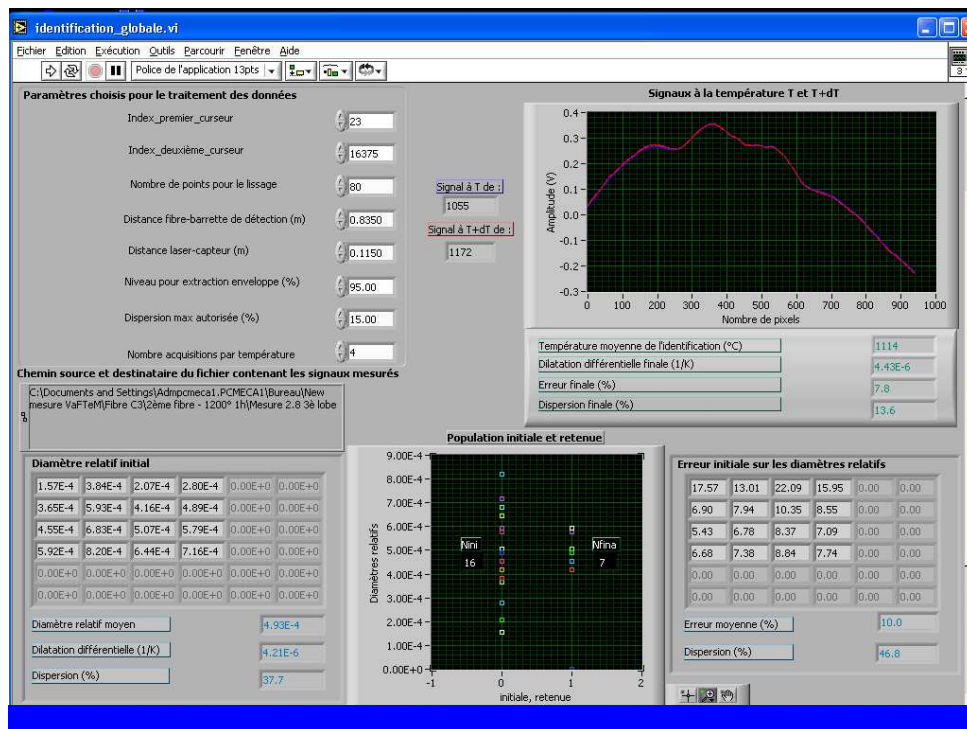 identification_globale.vi
Fichier Edition Exécution Outils Parcourir Fenêtre Aide
Police de l'application 13pts
Paramètres choisis pour le traitement des données
Index_premier_curseur 23
Index_deuxième_curseur 16375
Nombre de points pour le lissage 80
Distance fibre-barrette de détection (m) 0.8350
Distance laser-capteur (m) 0.1150
Niveau pour extraction enveloppe (%) 95.00
Dispersion max autorisée (%) 15.00
Nombre acquisitions par température 4
Signal à T de :
1055
Signal à T+dT de :
1172
Signaux à la température T et T+dT
Amplitude (V)
0.4
0.3
0.2
0.1
0.0
-0.1
-0.2
-0.3
0 100 200 300 400 500 600 700 800 900 1000
Nombre de pixels
Température moyenne de l'identification (°C) 1114
Dilatation différentielle finale (1/K) 4.43E-6
Erreur finale (%) 7.8
Dispersion finale (%) 13.6
Chemin source et destinataire du fichier contenant les signaux mesurés
C:\Documents and Settings\Admpcmeca1.PCMECA1\Bureau\New
mesure VaFTeM\Fibre C3\2ème fibre - 1200° 1h\Mesure 2.8 3è lobe
Diamètre relatif initial
1.57E-4 3.84E-4 2.07E-4 2.80E-4 0.00E+0 0.00E+0
3.65E-4 5.93E-4 4.16E-4 4.89E-4 0.00E+0 0.00E+0
4.55E-4 6.83E-4 5.07E-4 5.79E-4 0.00E+0 0.00E+0
5.92E-4 8.20E-4 6.44E-4 7.16E-4 0.00E+0 0.00E+0
0.00E+0 0.00E+0 0.00E+0 0.00E+0 0.00E+0 0.00E+0
0.00E+0 0.00E+0 0.00E+0 0.00E+0 0.00E+0 0.00E+0
Diamètre relatif moyen 4.93E-4
Dilatation différentielle (1/K) 4.21E-6
Dispersion (%) 37.7
Population initiale et retenue
Diamètres relatifs
9.00E-4
8.00E-4
7.00E-4
6.00E-4
5.00E-4
4.00E-4
3.00E-4
2.00E-4
1.00E-4
0.00E+0
Nini
16
Nfina
7
-1 0 1 2
initiale, retenue
Erreur initiale sur les diamètres relatifs
17.57 13.01 22.09 15.95 0.00 0.00
6.90 7.94 10.35 8.55 0.00 0.00
5.43 6.78 8.37 7.09 0.00 0.00
6.68 7.38 8.84 7.74 0.00 0.00
0.00 0.00 0.00 0.00 0.00 0.00
0.00 0.00 0.00 0.00 0.00 0.00
Erreur moyenne (%) 10.0
Dispersion (%) 46.8